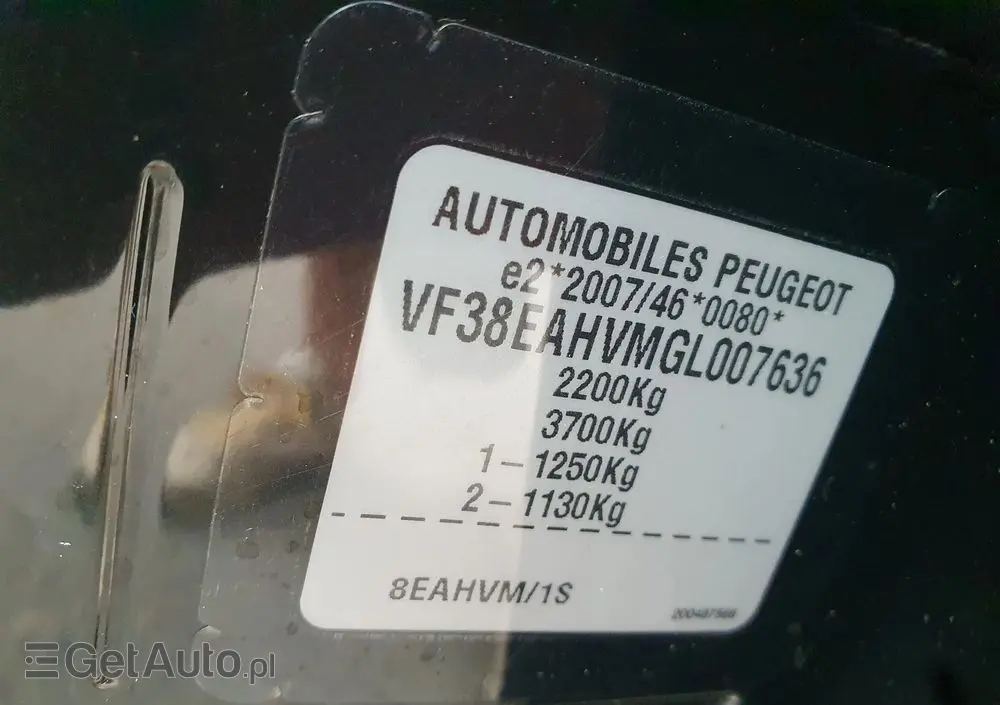 AUTOMOBILES PEUGEOT
e2*2007/46*0080*
VF38EAHVMGL007636
2200Kg
3700Kg
1-1250Kg
2-1130Kg
8EAHVM/1S
GetAuto.pl